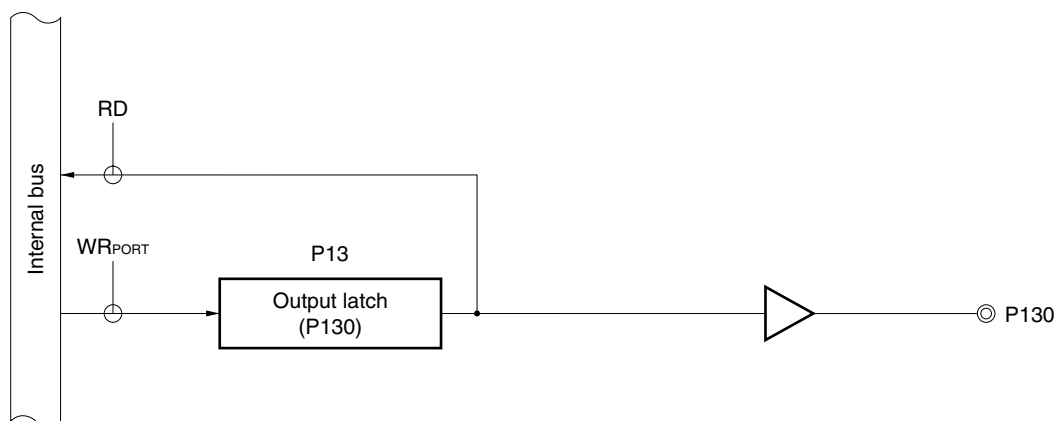 RD
Internal bus
WRPORT
P13
Output latch
(P130)
P130